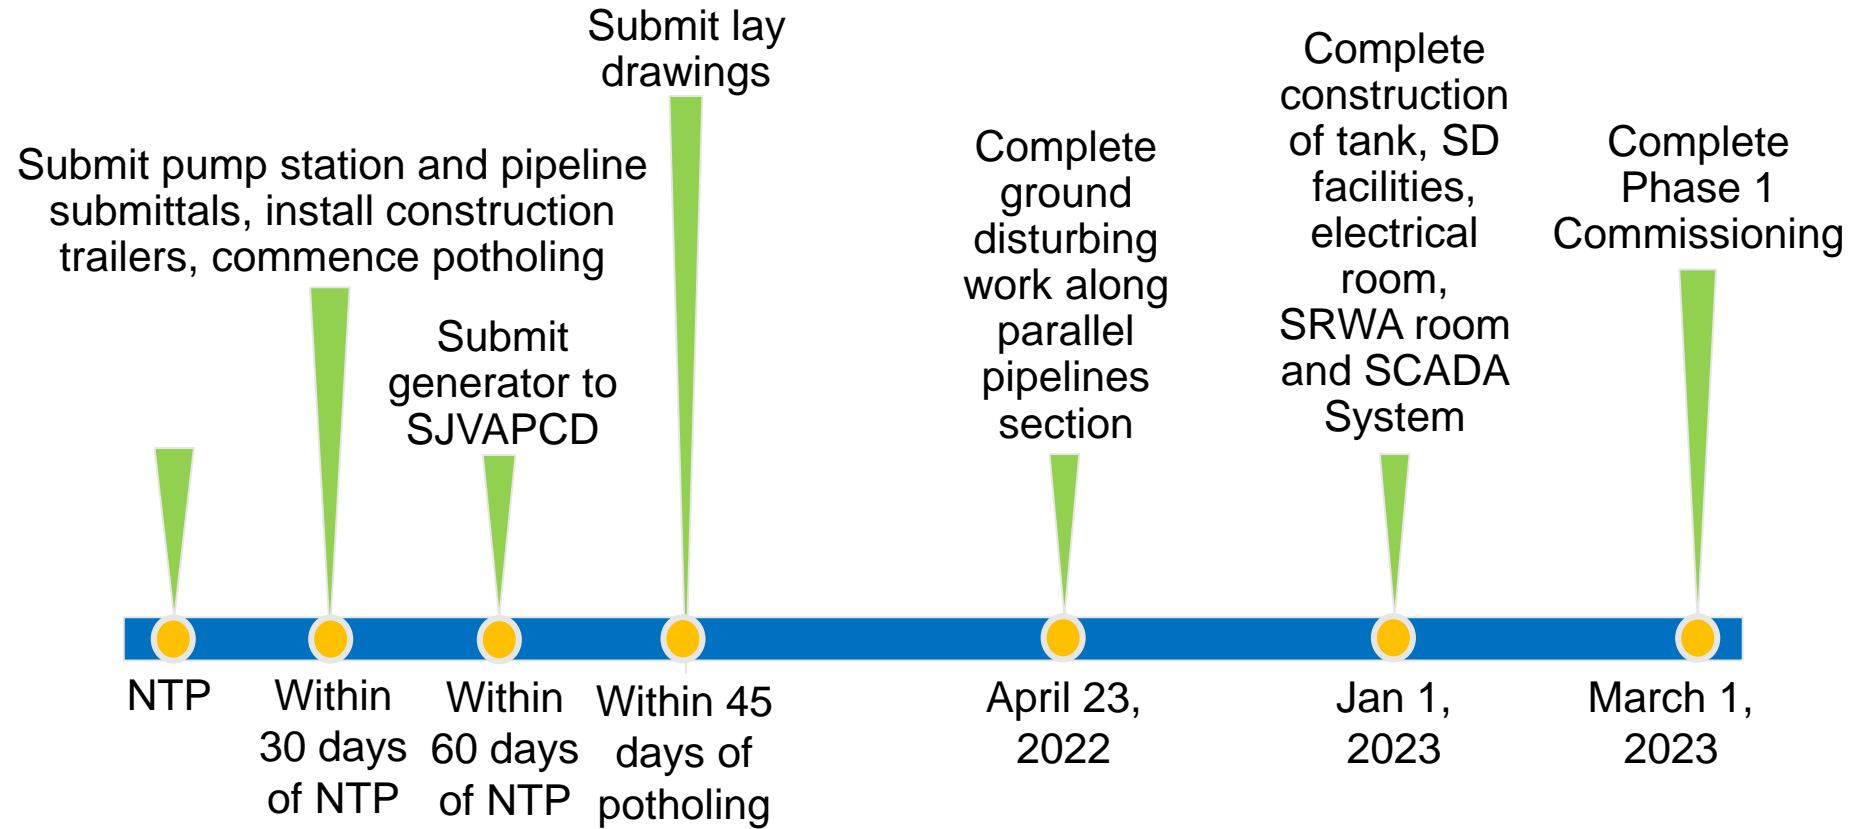 Submit pump station and pipeline
submittals, install construction
trailers, commence potholing
Submit
generator to
SJVAPCD
Submit lay
drawings
Complete
ground
disturbing
work along
parallel
pipelines
section
Complete
construction
of tank, SD
facilities,
electrical
room,
SRWA room
and SCADA
System
Complete
Phase 1
Commissioning
NTP
Within
30 days
of NTP
Within
60 days
of NTP
Within 45
days of
potholing
April 23,
2022
Jan 1,
2023
March 1,
2023